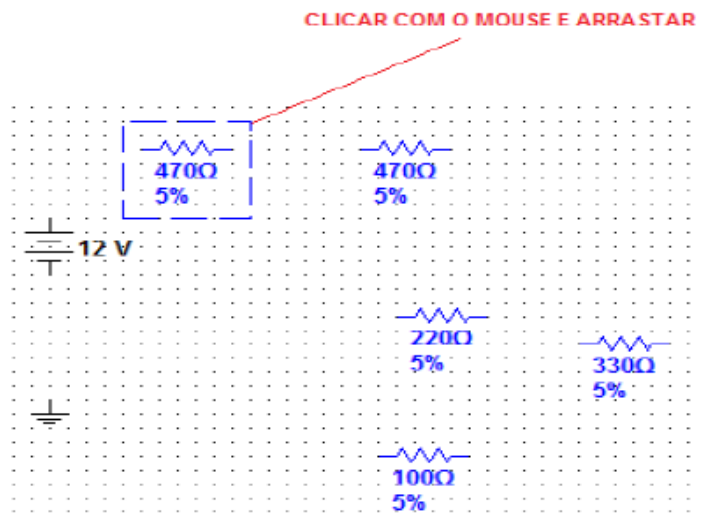 CLICAR COM O MOUSE E ARRASTAR
470Ω
5%
470Ω
5%
12 V
220Ω
5%
330Ω
5%
100Ω
5%